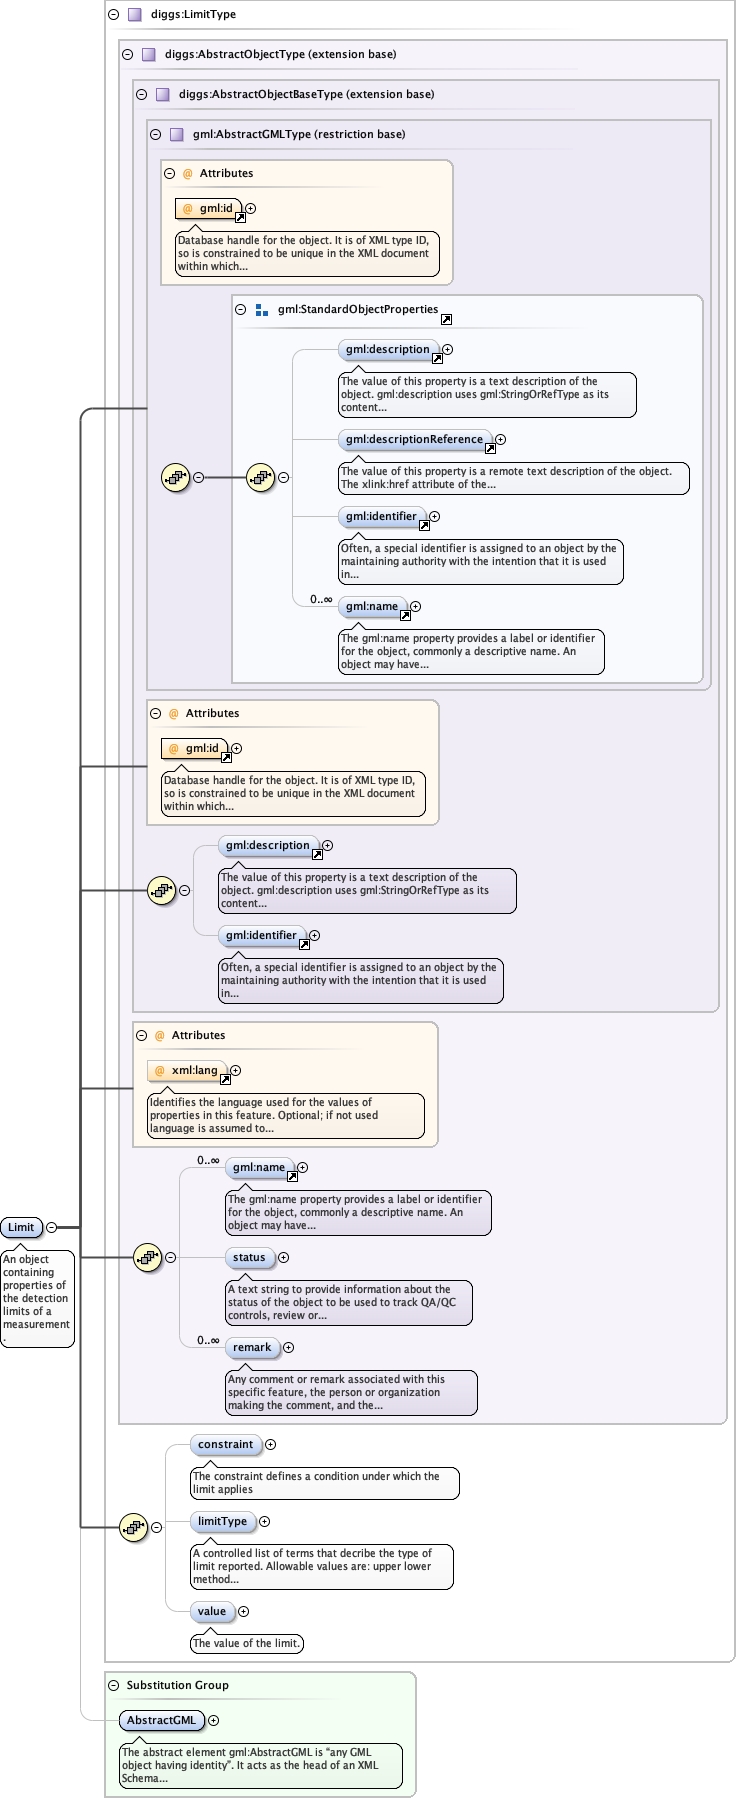 diggs:LimitType
diggs:AbstractObjectType (extension base)
diggs:AbstractObjectBaseType (extension base)
gml:AbstractGMLType (restriction base)
@ Attributes
@ gml:id
Database handle for the object. It is of XML type ID,
so is constrained to be unique in the XML document
within which...
gml:StandardObjectProperties
gml:description
The value of this property is a text description of the
object. gml:description uses gml:StringOrRefType as its
content...
gml:descriptionReference
The value of this property is a remote text description of the object.
The xlink:href attribute of the...
gml:identifier
Often, a special identifier is assigned to an object by the
maintaining authority with the intention that it is used
in...
0..∞
gml:name
The gml:name property provides a label or identifier
for the object, commonly a descriptive name. An
object may have...
@ Attributes
@ gml:id
Database handle for the object. It is of XML type ID,
so is constrained to be unique in the XML document
within which...
gml:description
The value of this property is a text description of the
object. gml:description uses gml:StringOrRefType as its
content...
gml:identifier
Often, a special identifier is assigned to an object by the
maintaining authority with the intention that it is used
in...
@ Attributes
@ xml:lang
Identifies the language used for the values of
properties in this feature. Optional; if not used
language is assumed to...
0..∞
gml:name
The gml:name property provides a label or identifier
for the object, commonly a descriptive name. An
object may have...
Limit
An object
containing
properties of
the detection
limits of a
measurement
.
status
A text string to provide information about the
status of the object to be used to track QA/QC
controls, review or...
0..∞
remark
Any comment or remark associated with this
specific feature, the person or organization
making the comment, and the...
constraint
The constraint defines a condition under which the
limit applies
limitType
A controlled list of terms that decribe the type of
limit reported. Allowable values are: upper lower
method...
value
The value of the limit.
Substitution Group
AbstractGML
The abstract element gml:AbstractGML is “any GML
object having identity”. It acts as the head of an XML
Schema...